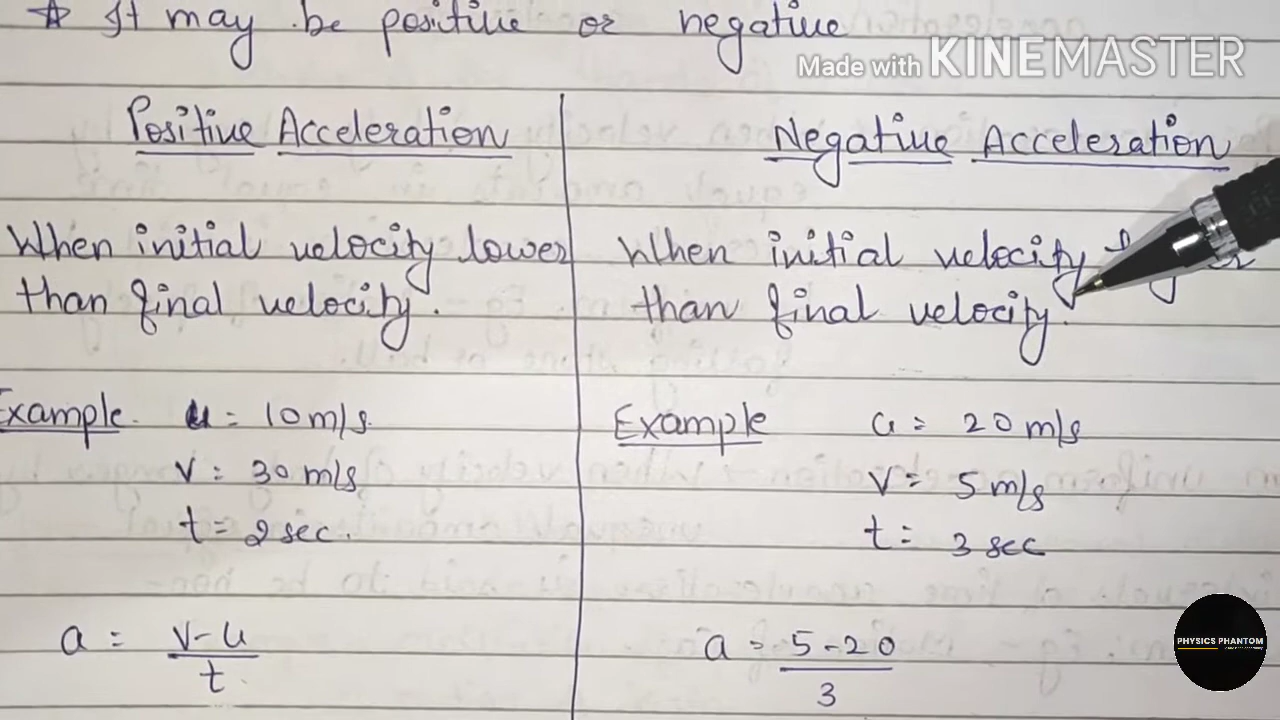 ☆ It may be positive or negative
Made with KINEMASTER
Positive Acceleration
When initial velocity lower
than final velocity.
Example. u = 10 m/s.
v = 30 m/s
t = 2 sec.
a = v-u
t
Negative Acceleration
When initial velocity
than final velocity.
Example u = 20 m/s
v = 5 m/s
t = 3 sec
a = 5-20
3
PHYSICS PHANTOM